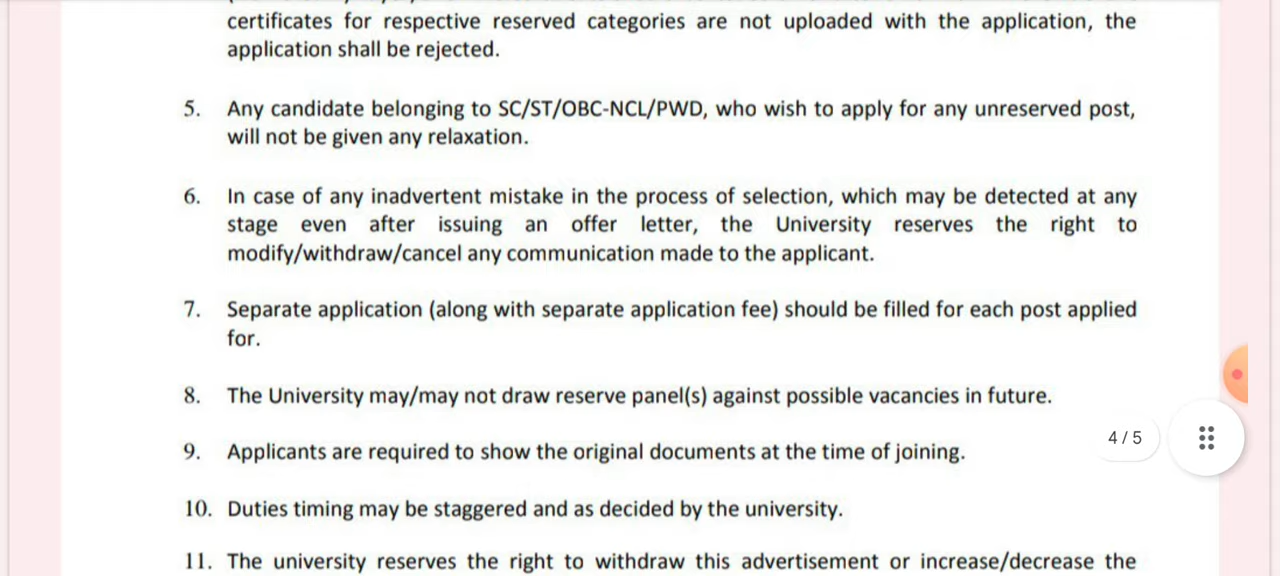 certificates for respective reserved categories are not uploaded with the application, the
application shall be rejected.
5. Any candidate belonging to SC/ST/OBC-NCL/PWD, who wish to apply for any unreserved post,
will not be given any relaxation.
6. In case of any inadvertent mistake in the process of selection, which may be detected at any
stage even after issuing an offer letter, the University reserves the right to
modify/withdraw/cancel any communication made to the applicant.
7. Separate application (along with separate application fee) should be filled for each post applied
for.
8. The University may/may not draw reserve panel(s) against possible vacancies in future.
4 / 5
9. Applicants are required to show the original documents at the time of joining.
10. Duties timing may be staggered and as decided by the university.
11. The university reserves the right to withdraw this advertisement or increase/decrease the